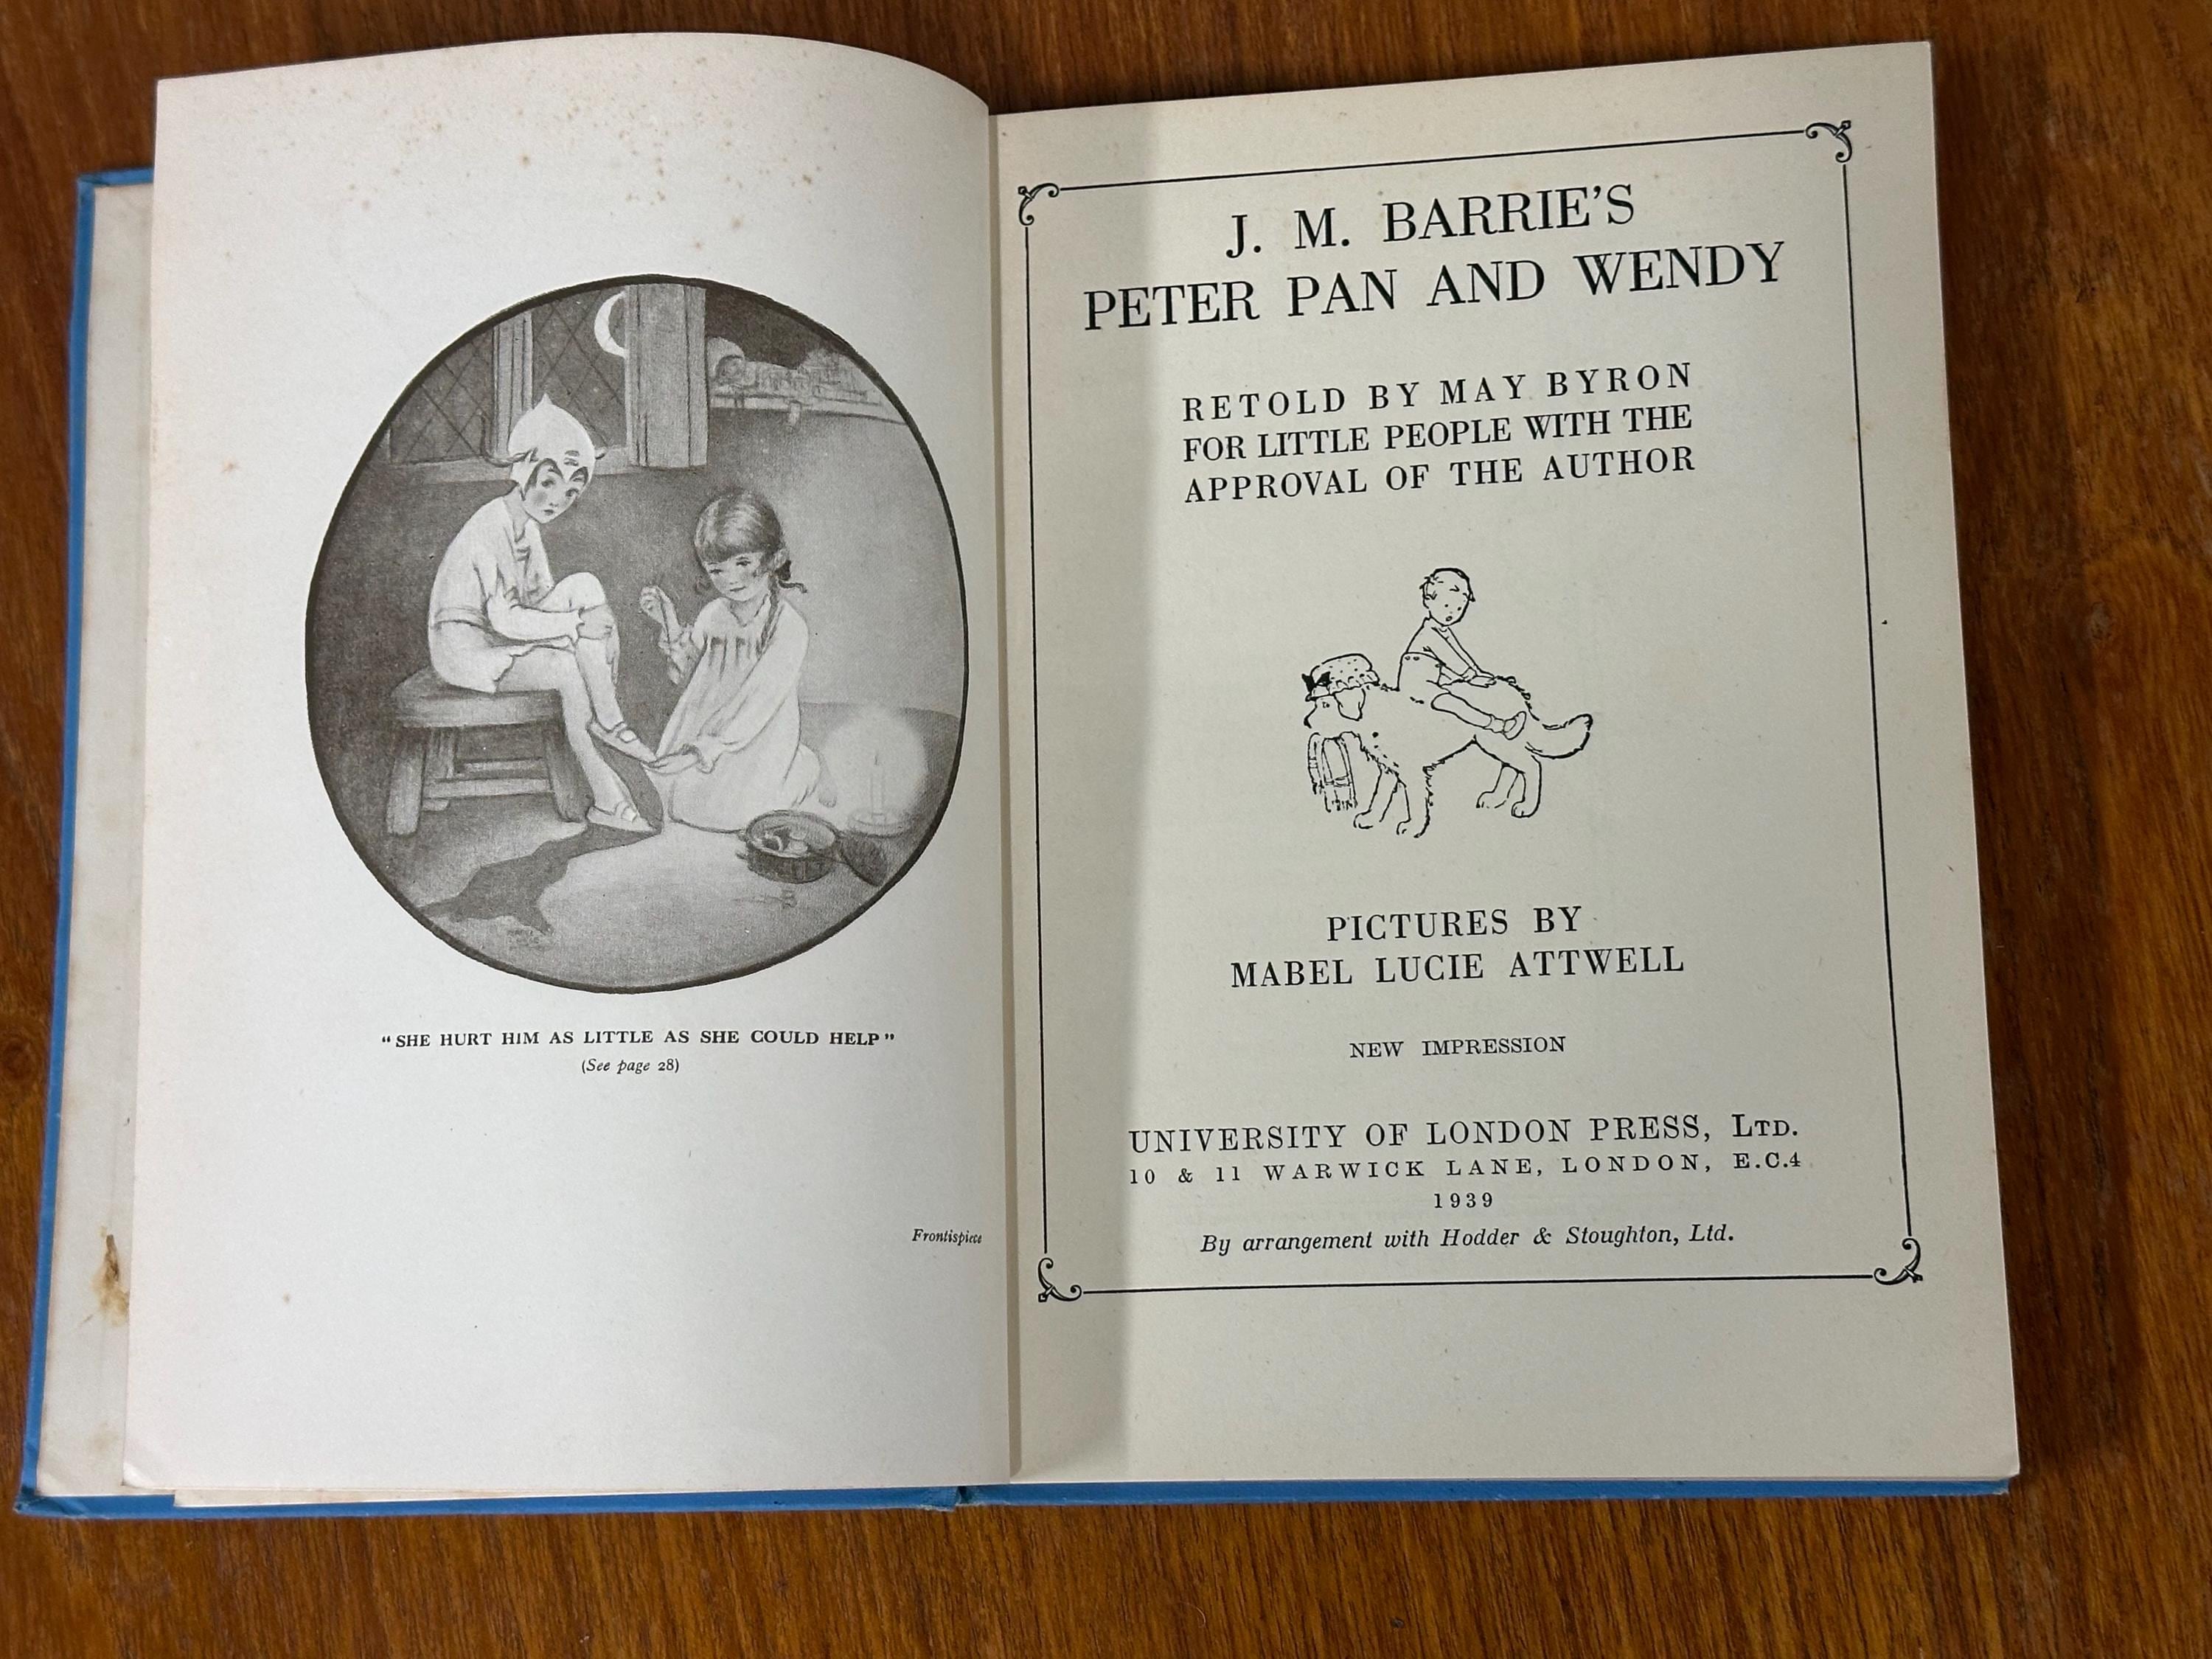 "SHE HURT HIM AS LITTLE AS SHE COULD HELP"
(See page 28)
Frontispiece
J. M. BARRIE'S
PETER PAN AND WENDY
RETOLD BY MAY BYRON
FOR LITTLE PEOPLE WITH THE
APPROVAL OF THE AUTHOR
PICTURES BY
MABEL LUCIE ATTWELL
NEW IMPRESSION
UNIVERSITY OF LONDON PRESS, LTD.
10 & 11 WARWICK LANE, LONDON, E.C.4
1939
By arrangement with Hodder & Stoughton, Ltd.